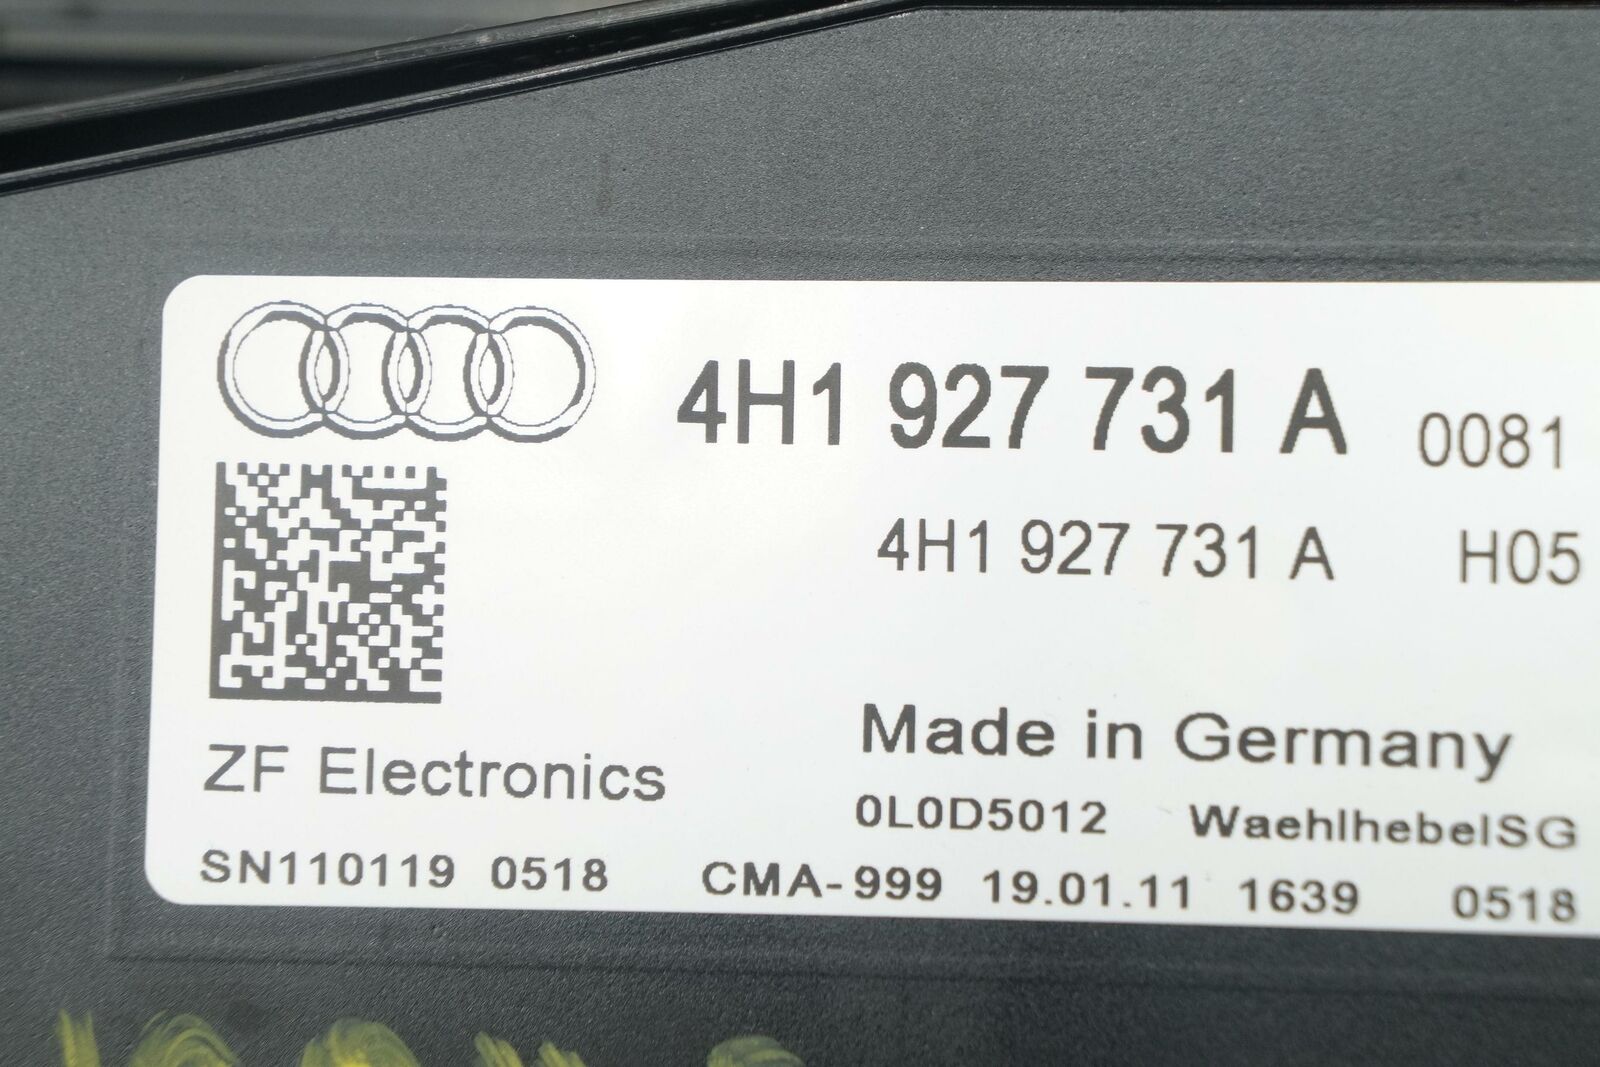 4H1 927 731 A 0081
4H1 927 731 A H05
Made in Germany
ZF Electronics
0L0D5012 WaehlhebelSG
SN110119 0518 CMA-999 19.01.11 1639 0518